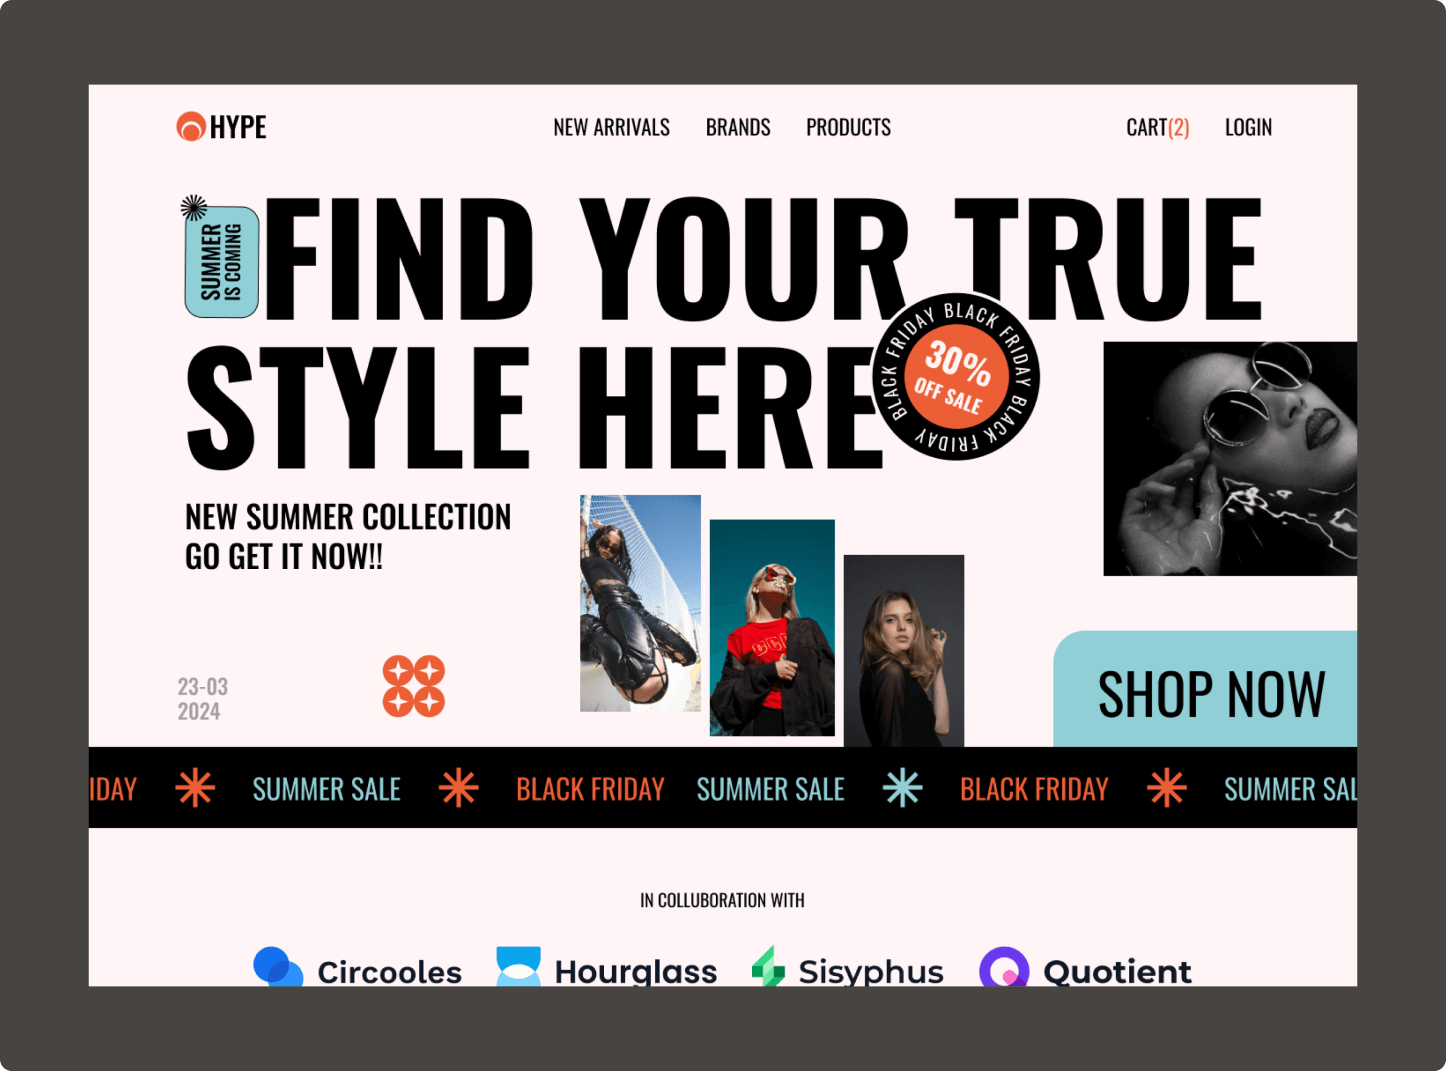 HYPE
NEW ARRIVALS
BRANDS
PRODUCTS
CART(2)
LOGIN
SUMMER
IS COMING
FIND YOUR TRUE
STYLE HERE
BLACK FRIDAY BLACK FRIDAY BLACK FRIDAY
30%
OFF SALE
NEW SUMMER COLLECTION
GO GET IT NOW!!
23-03
2024
SHOP NOW
IDAY SUMMER SALE BLACK FRIDAY SUMMER SALE BLACK FRIDAY SUMMER SAL
IN COLLUBORATION WITH
Circooles
Hourglass
Sisyphus
Quotient